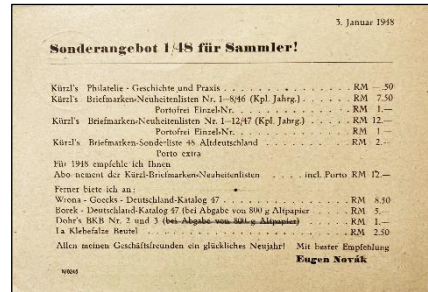 3. Januar 1948
Sonderangebot 1/48 für Sammler!
Kürzl's Philatelie - Geschichte und Praxis . . . . . . . . . . . . RM —.50
Kürzl's Briefmarken-Neuheitenlisten Nr. 1—8/46 (Kpl. Jahrg.) . . . . . . RM 7.50
Portofrei Einzel-Nr. . . . . . . . . . . . RM 1.—
Kürzl's Briefmarken-Neuheitenlisten Nr. 1—12/47 (Kpl. Jahrg.) . . . . . RM 12.—
Portofrei Einzel-Nr. . . . . . . . . . . . RM 1.—
Kürzl's Briefmarken-Sonderliste 48 Altdeutschland . . . . . . . . . RM 2.—
Porto extra
Für 1948 empfehle ich Ihnen
Abonnement der Kürzl-Briefmarken-Neuheitenlisten . . . . incl. Porto RM 12.—
Ferner biete ich an:
Wrona - Goecks - Deutschland-Katalog 47 . . . . . . . . . . . . RM 8.50
Borek - Deutschland-Katalog 47 (bei Abgabe von 800 g Altpapier . . . . RM 5.—
Dohr's BKB Nr. 2 und 3 (bei Abgabe von 800 g Altpapier) . . . . . . . RM 1.—
La Klebefalze Beutel . . . . . . . . . . . . . . . . . . . RM 2.50
Allen meinen Geschäftsfreunden ein glückliches Neujahr! Mit bester Empfehlung
Eugen Novák